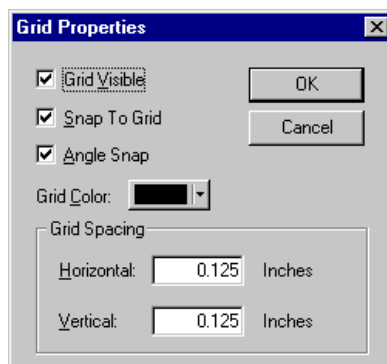 Grid Properties
Grid Visible
OK
Snap To Grid
Cancel
Angle Snap
Grid Color:
Grid Spacing
Horizontal: 0.125 Inches
Vertical: 0.125 Inches